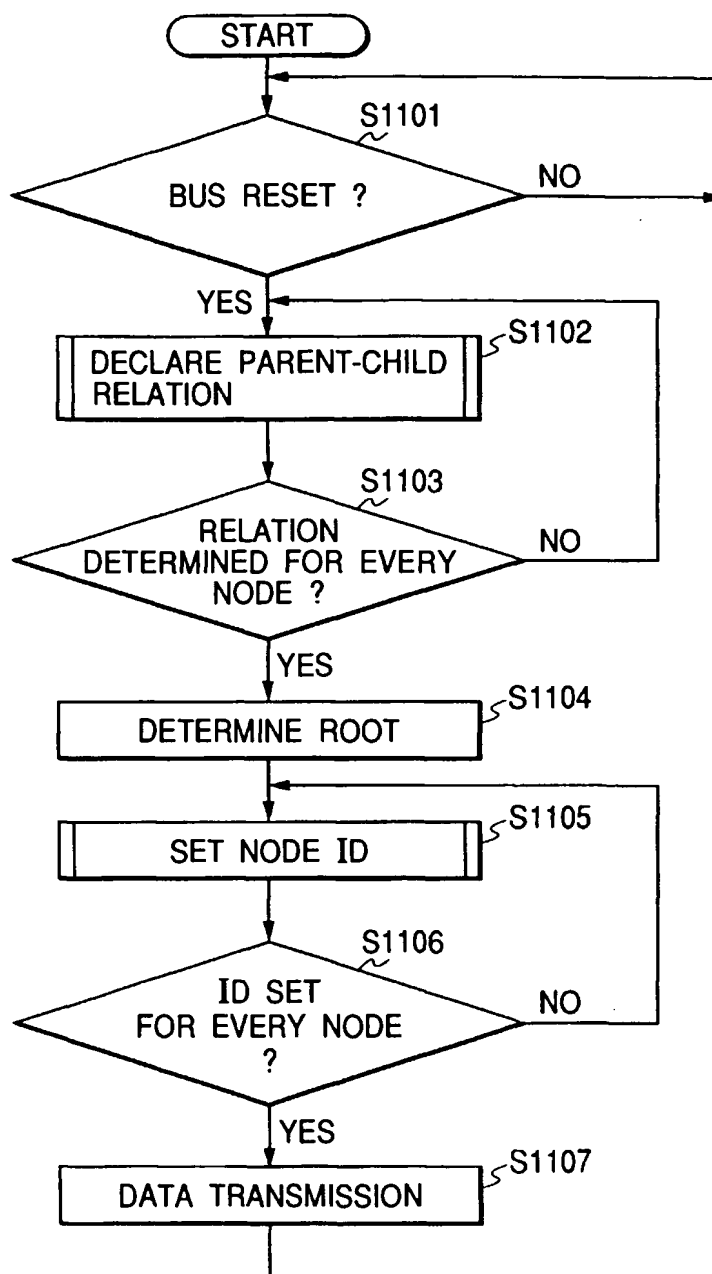 START
S1101
BUS RESET ?
NO
YES
S1102
DECLARE PARENT-CHILD
RELATION
S1103
RELATION
DETERMINED FOR EVERY
NODE ?
NO
YES
S1104
DETERMINE ROOT
S1105
SET NODE ID
S1106
ID SET
FOR EVERY NODE
?
NO
YES
S1107
DATA TRANSMISSION